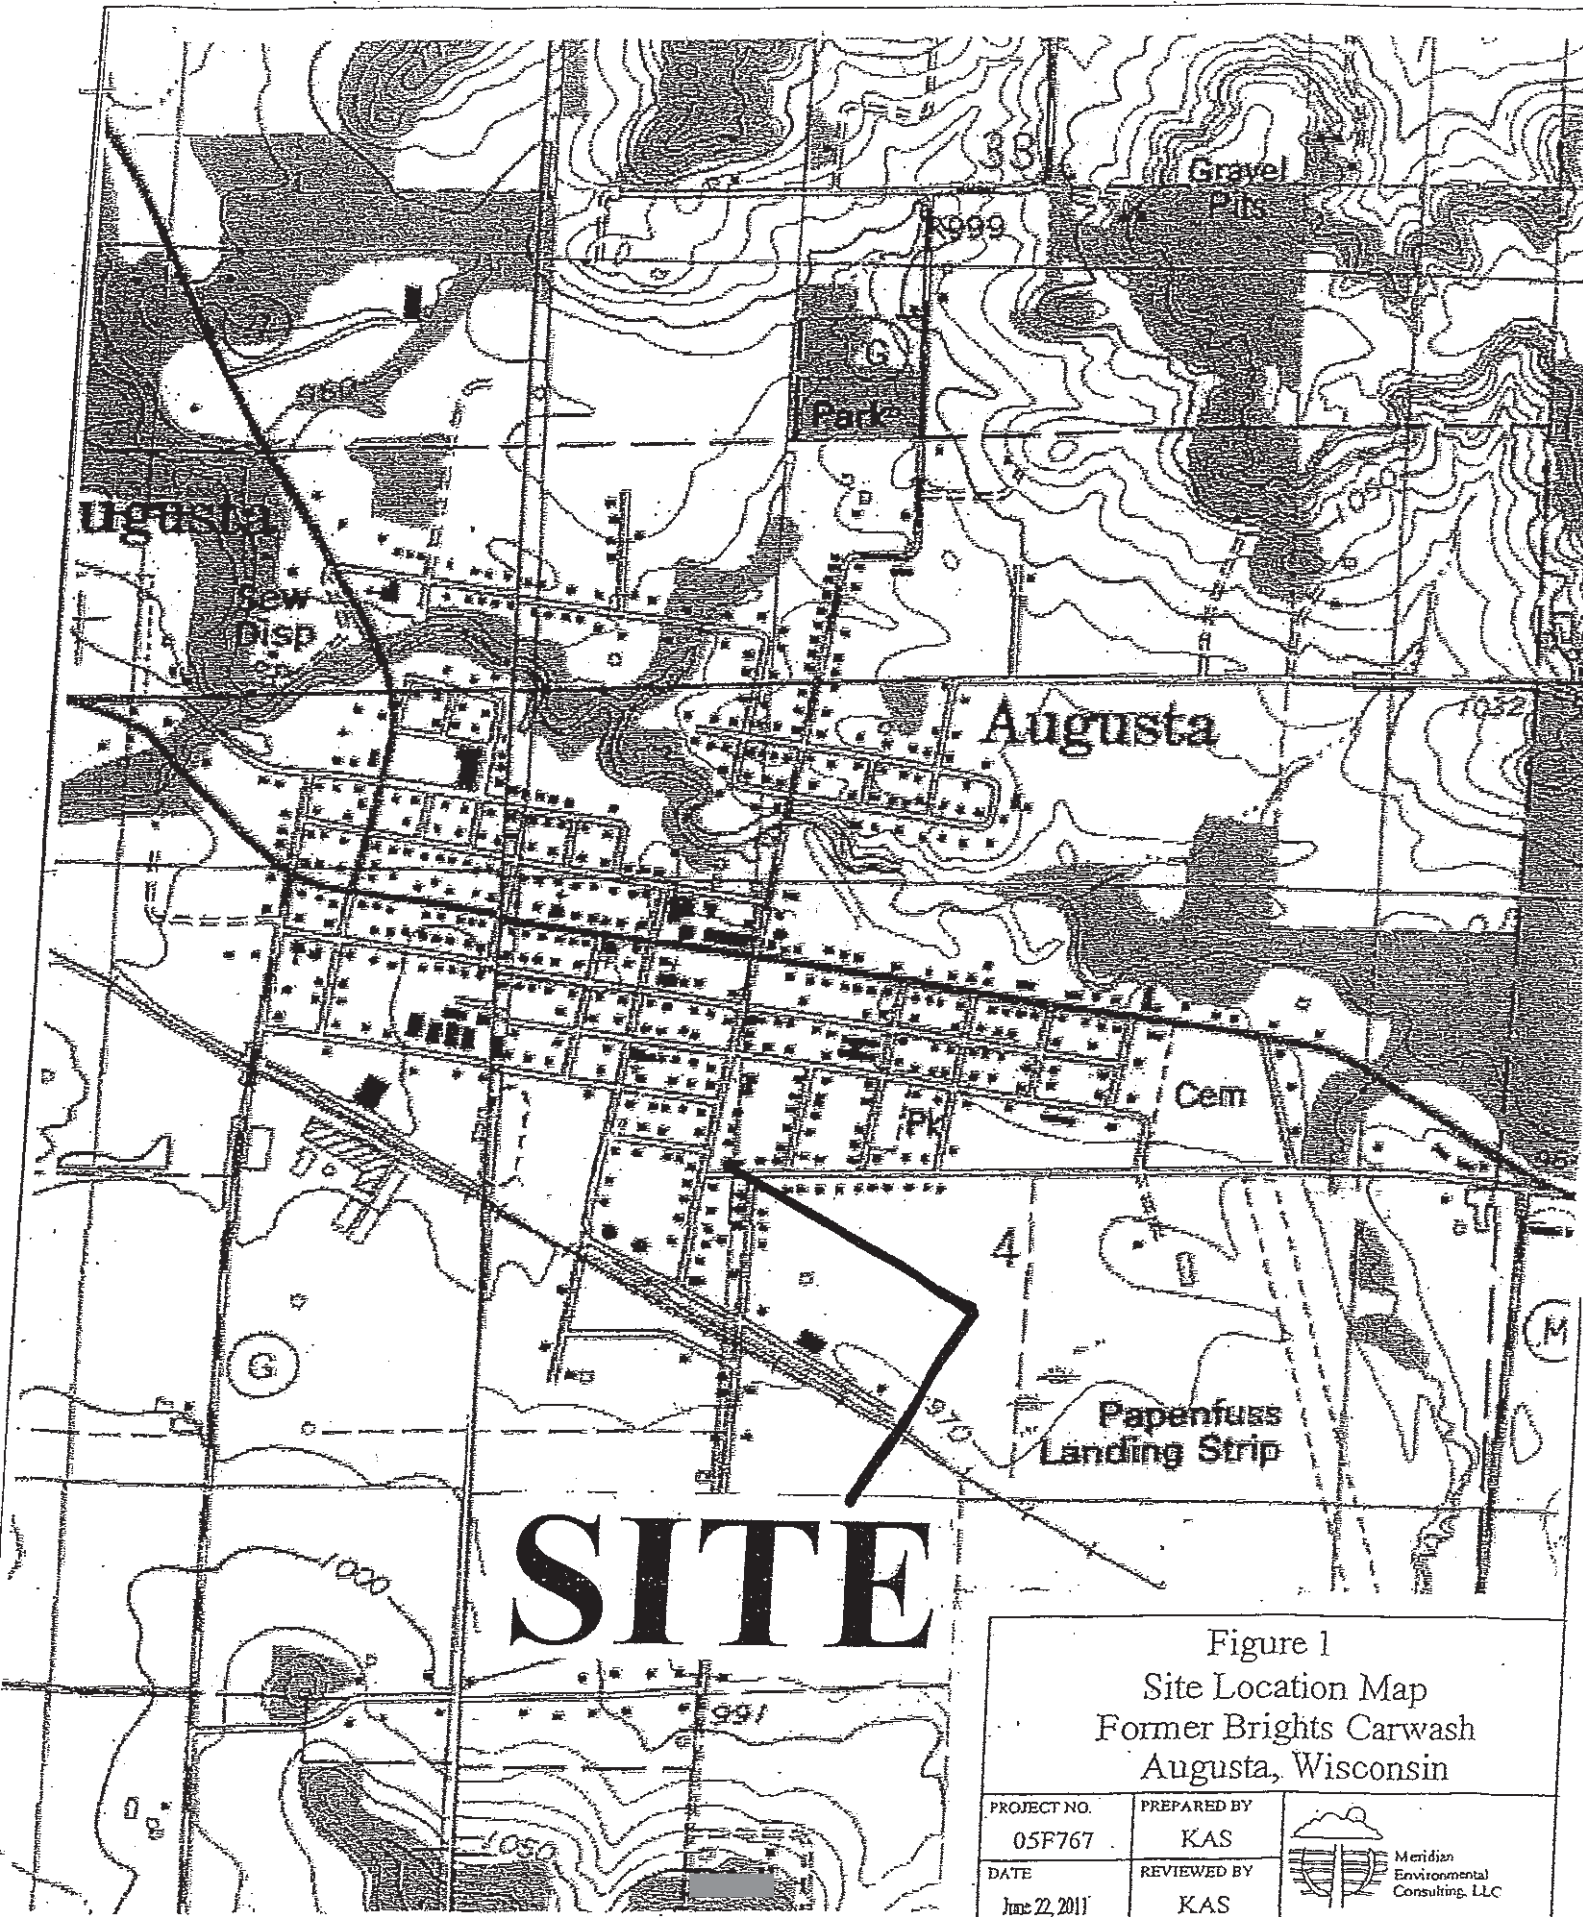 33
Gravel
Pits
999
G
Park
960
ugusta
Sew
Disp
Augusta
1032
Cem
Pk
4
G
M
970
Papenfuss
Landing Strip
SITE
1000
991
1050
Figure 1
Site Location Map
Former Brights Carwash
Augusta, Wisconsin
PROJECT NO.
05F767
PREPARED BY
KAS
DATE
June 22, 2011
REVIEWED BY
KAS
Meridian
Environmental
Consulting, LLC